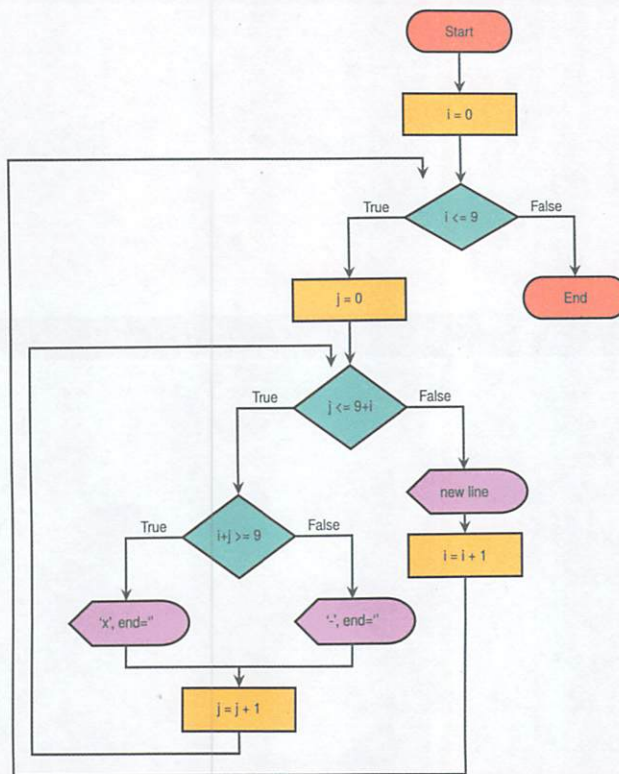 Start
i = 0
True
i <= 9
False
j = 0
End
True
j <= 9+i
False
new line
True
i+j >= 9
False
i = i + 1
'x', end=''
'-', end=''
j = j + 1